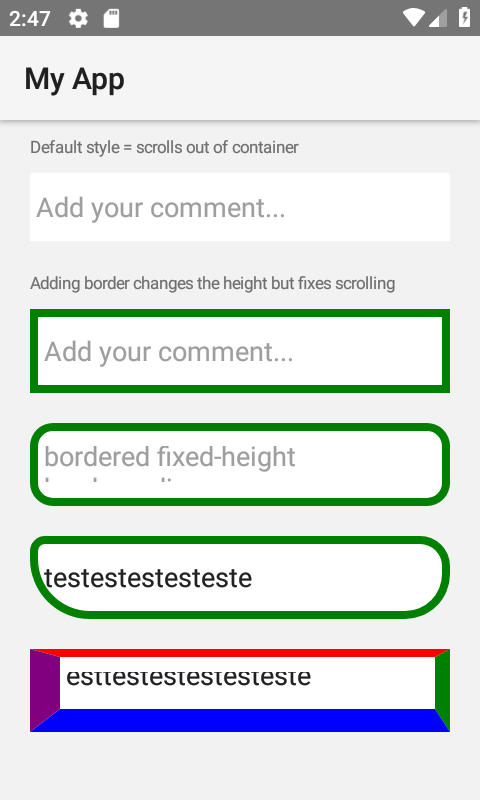 2:47
My App
Default style = scrolls out of container
Add your comment...
Adding border changes the height but fixes scrolling
Add your comment...
bordered fixed-height
testestestesteste
esttestestestesteste